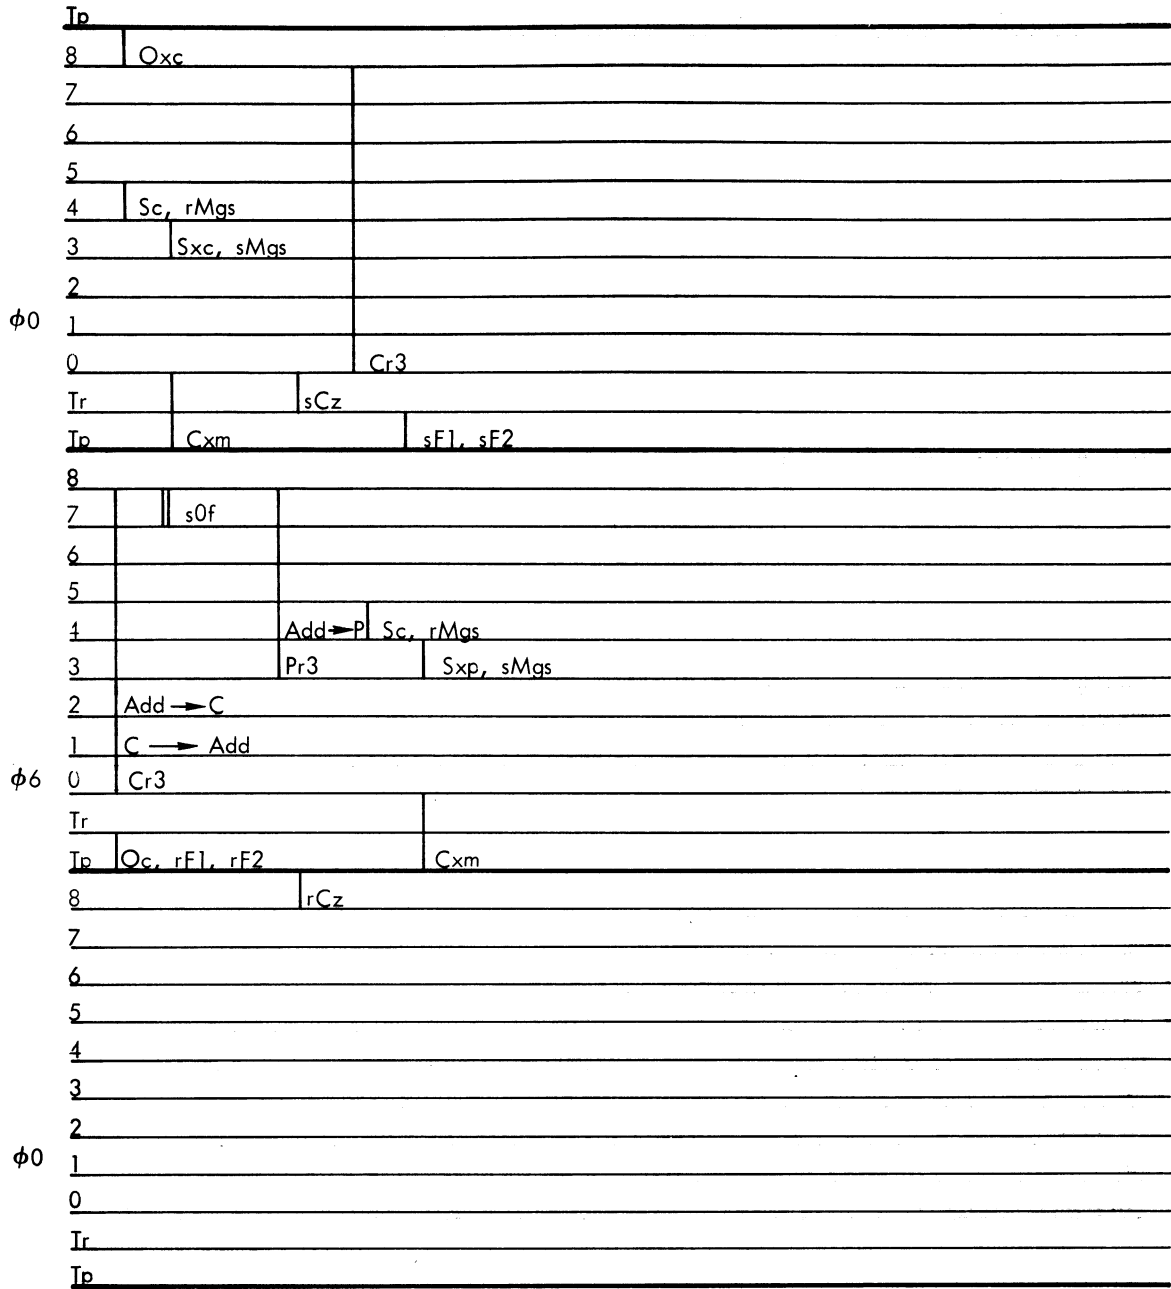 Tp
8 Oxc
7
6
5
4 Sc, rMgs
3 Sxc, sMgs
2
ϕ0
1
0 Cr3
Tr sCz
Tp Cxm sF1, sF2
8
7 s0f
6
5
4 Add→P Sc, rMgs
3 Pr3 Sxp, sMgs
2 Add → C
1 C → Add
ϕ6 0 Cr3
Tr
Tp Oc, rF1, rF2 Cxm
8 rCz
7
6
5
4
3
2
ϕ0
1
0
Tr
Tp